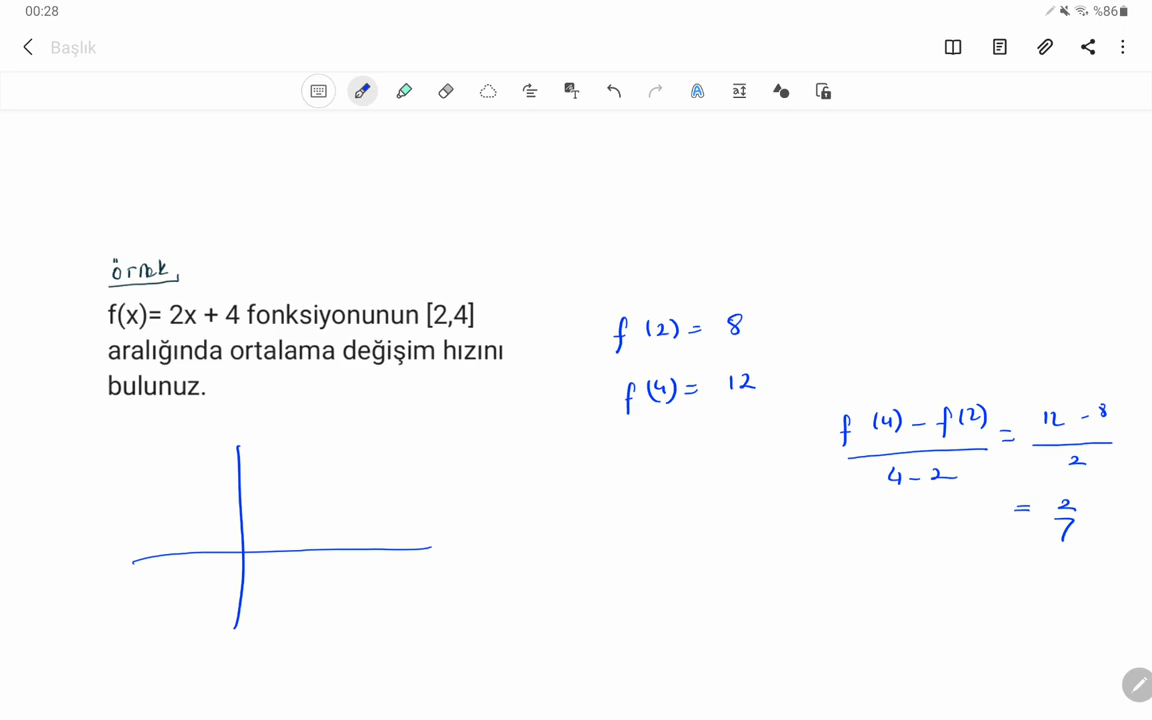 00:28
%86
Başlık
örnek
f(x)= 2x + 4 fonksiyonunun [2,4]
aralığında ortalama değişim hızını
bulunuz.
f (2) = 8
f (4) = 12
f (4) - f(2) / 4 - 2 = 12 - 8 / 2
= 2 / 7